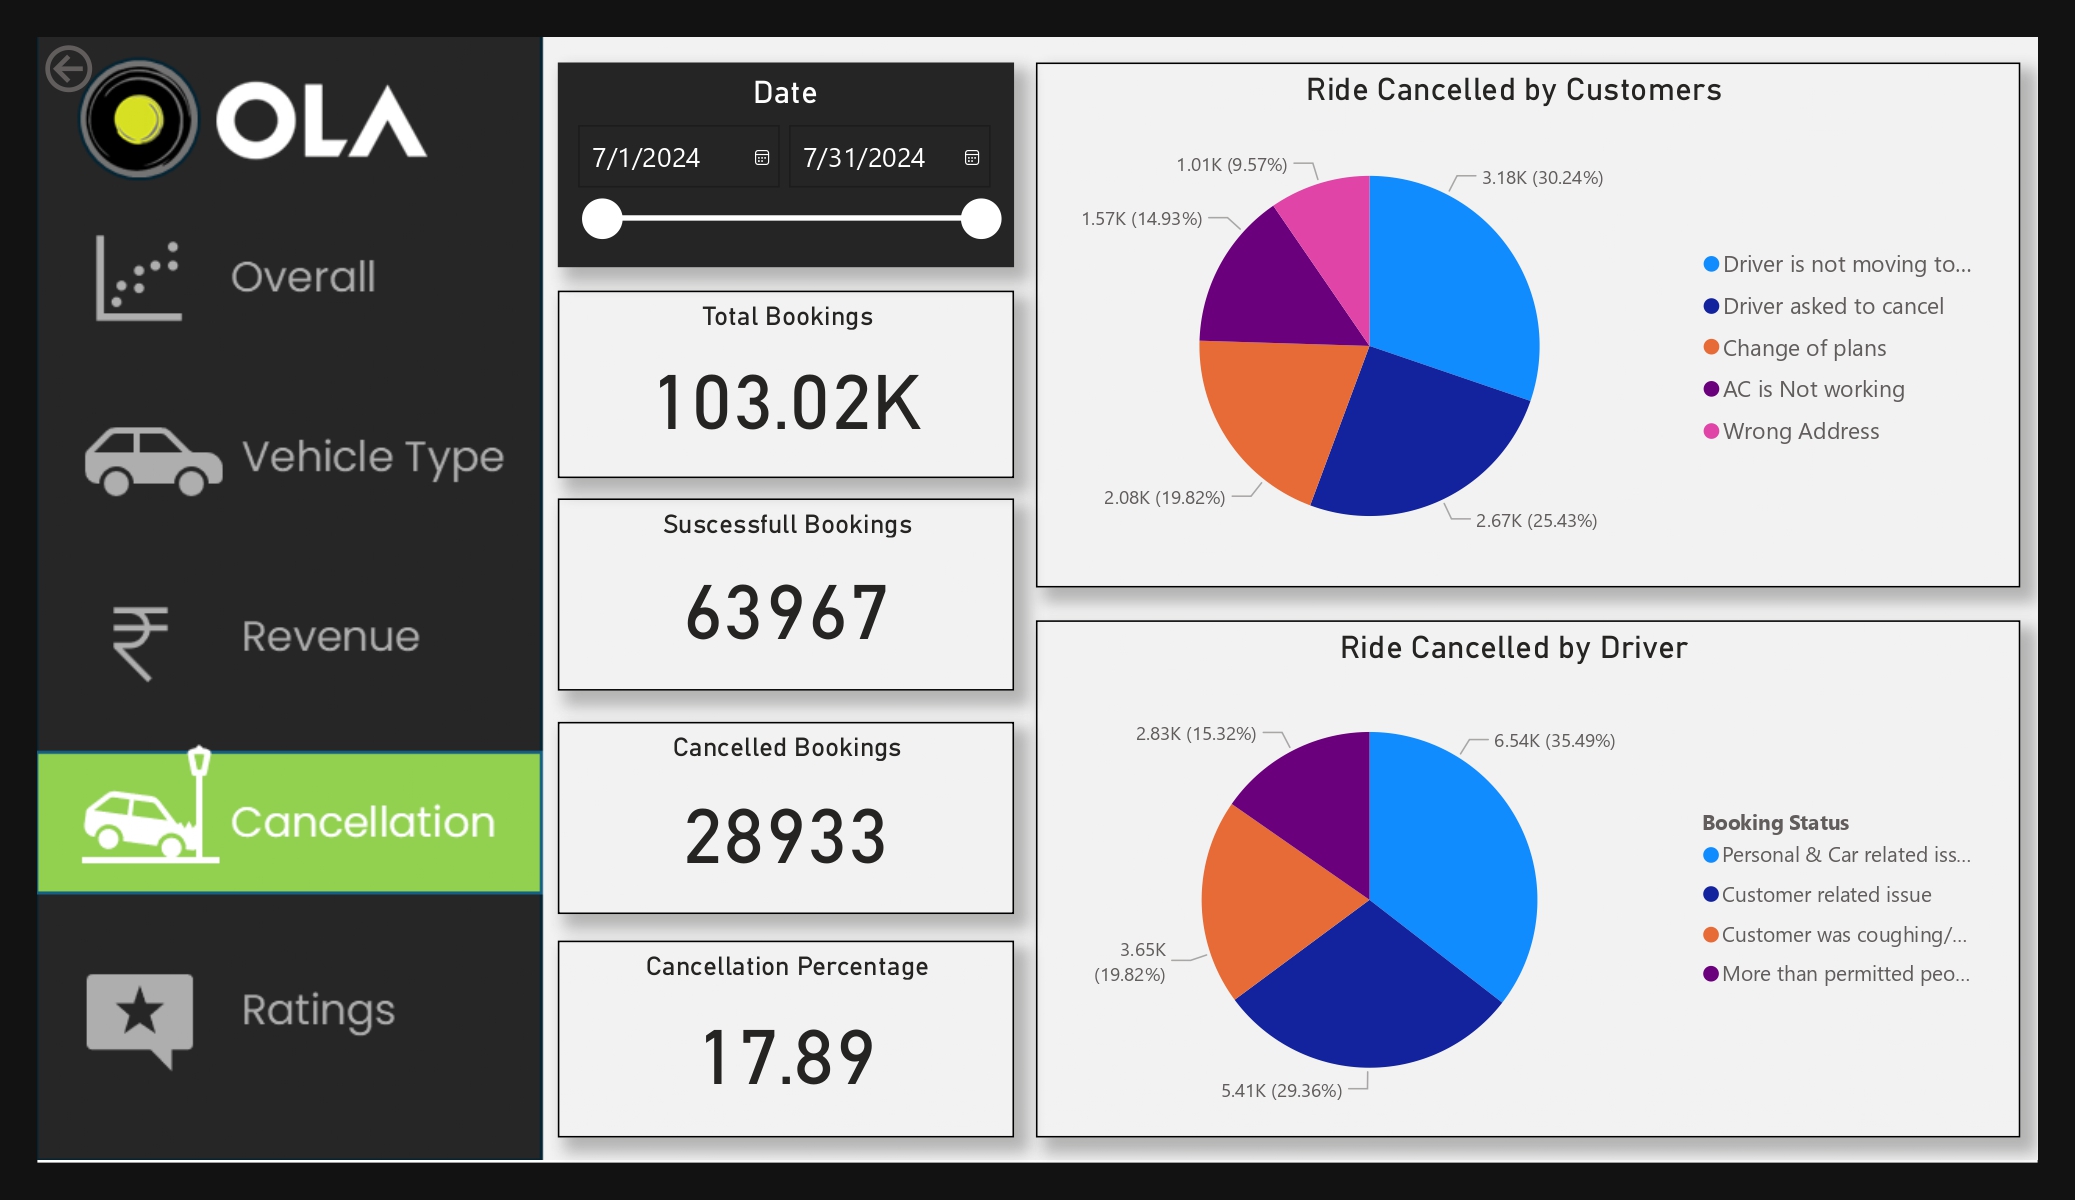 OLA
Overall
Vehicle Type
Revenue
Cancellation
Ratings
Date
7/1/2024
7/31/2024
Total Bookings
103.02K
Suscessfull Bookings
63967
Cancelled Bookings
28933
Cancellation Percentage
17.89
Ride Cancelled by Customers
1.01K (9.57%)
3.18K (30.24%)
1.57K (14.93%)
2.08K (19.82%)
2.67K (25.43%)
Driver is not moving to...
Driver asked to cancel
Change of plans
AC is Not working
Wrong Address
Ride Cancelled by Driver
2.83K (15.32%)
6.54K (35.49%)
3.65K
(19.82%)
5.41K (29.36%)
Booking Status
Personal & Car related iss...
Customer related issue
Customer was coughing/...
More than permitted peo...